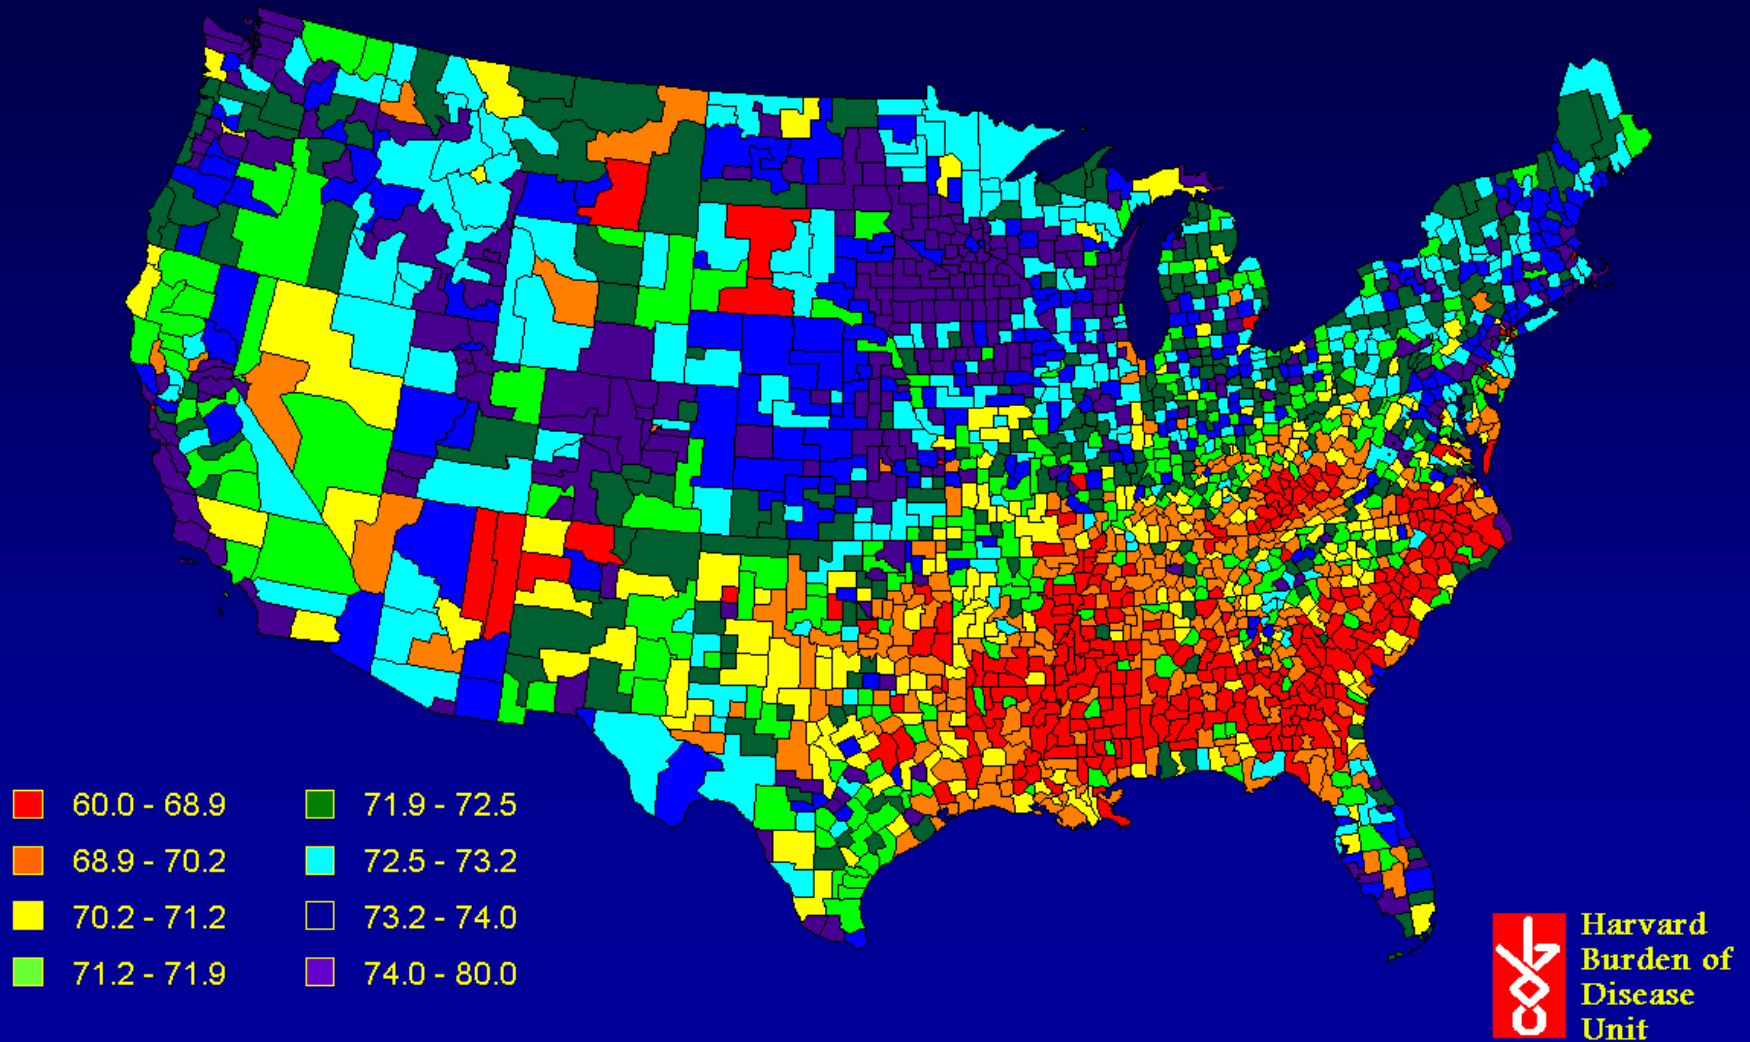 60.0 - 68.9
68.9 - 70.2
70.2 - 71.2
71.2 - 71.9
71.9 - 72.5
72.5 - 73.2
73.2 - 74.0
74.0 - 80.0
Harvard
Burden of
Disease
Unit